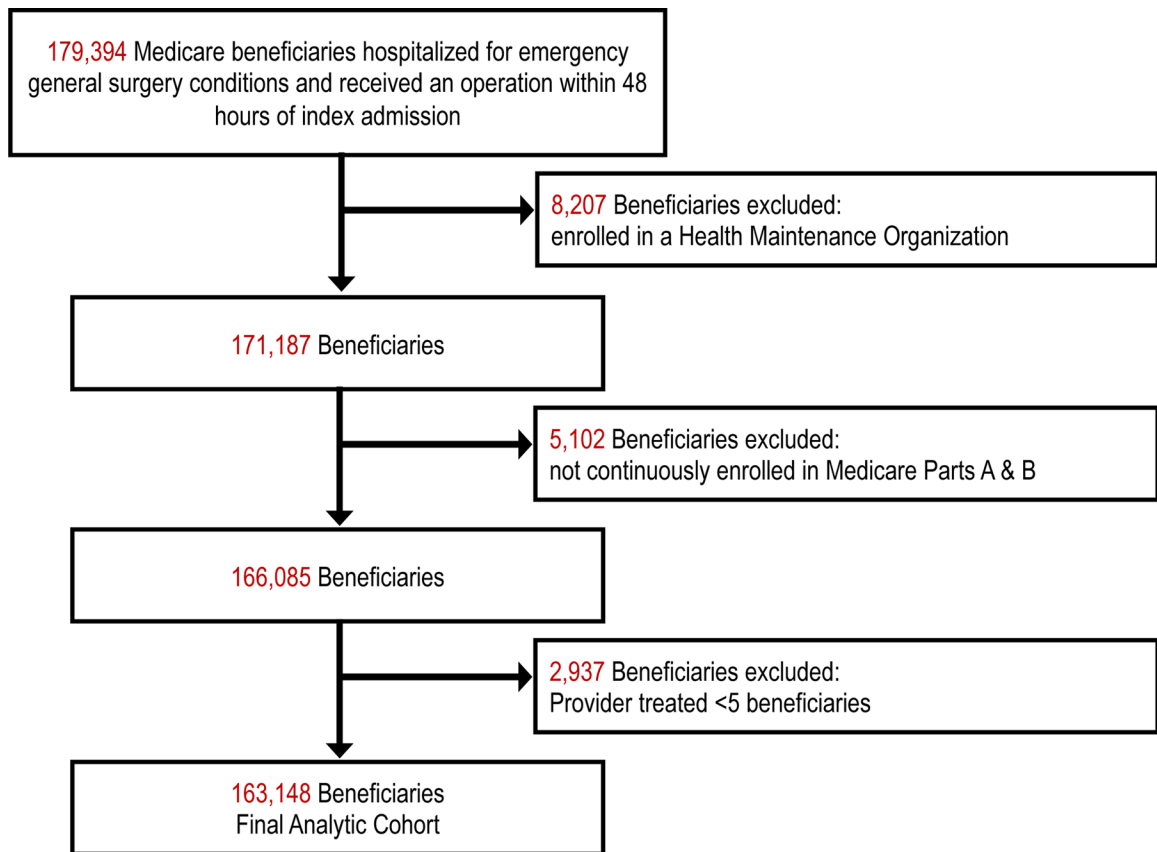 179,394 Medicare beneficiaries hospitalized for emergency
general surgery conditions and received an operation within 48
hours of index admission
8,207 Beneficiaries excluded:
enrolled in a Health Maintenance Organization
171,187 Beneficiaries
5,102 Beneficiaries excluded:
not continuously enrolled in Medicare Parts A & B
166,085 Beneficiaries
2,937 Beneficiaries excluded:
Provider treated <5 beneficiaries
163,148 Beneficiaries
Final Analytic Cohort